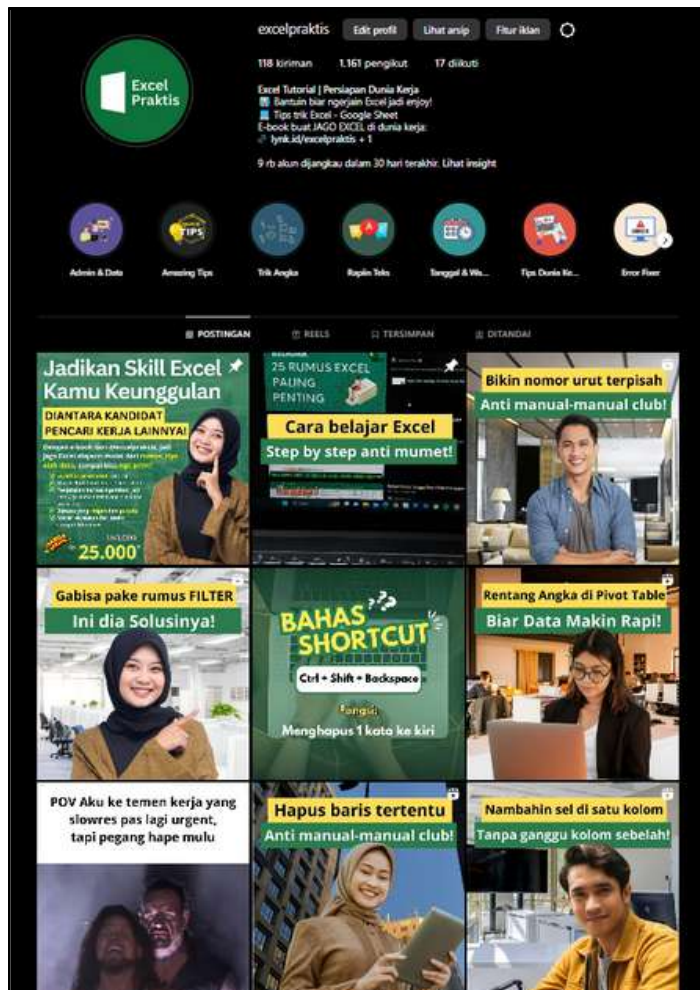 excelpraktis Edit profil Lihat arsip Fitur iklan
118 kiriman 1.161 pengikut 17 diikuti
Excel Praktis
Excel Tutorial | Persiapan Dunia Kerja
Bantuin biar ngerjain Excel jadi enjoy!
Tips trik Excel - Google Sheet
E-book buat JAGO EXCEL di dunia kerja:
lynk.id/excelpraktis + 1
9 rb akun dijangkau dalam 30 hari terakhir. Lihat insight
TIPS
Admin & Data Amazing Tips Trik Angka Rapiin Teks Tanggal & Wa... Tips Dunia Ke... Error Fixer
POSTINGAN REELS TERSIMPAN DITANDAI
Jadikan Skill Excel
Kamu Keunggulan
DIANTARA KANDIDAT
PENCARI KERJA LAINNYA!
25.000
25 RUMUS EXCEL
PALING
PENTING
Cara belajar Excel
Step by step anti mumet!
Bikin nomor urut terpisah
Anti manual-manual club!
Gabisa pake rumus FILTER
Ini dia Solusinya!
BAHAS
SHORTCUT
???
Ctrl + Shift + Backspace
Fungsi:
Menghapus 1 kata ke kiri
Rentang Angka di Pivot Table
Biar Data Makin Rapi!
POV Aku ke temen kerja yang
slowres pas lagi urgent,
tapi pegang hape mulu
Hapus baris tertentu
Anti manual-manual club!
Nambahin sel di satu kolom
Tanpa ganggu kolom sebelah!